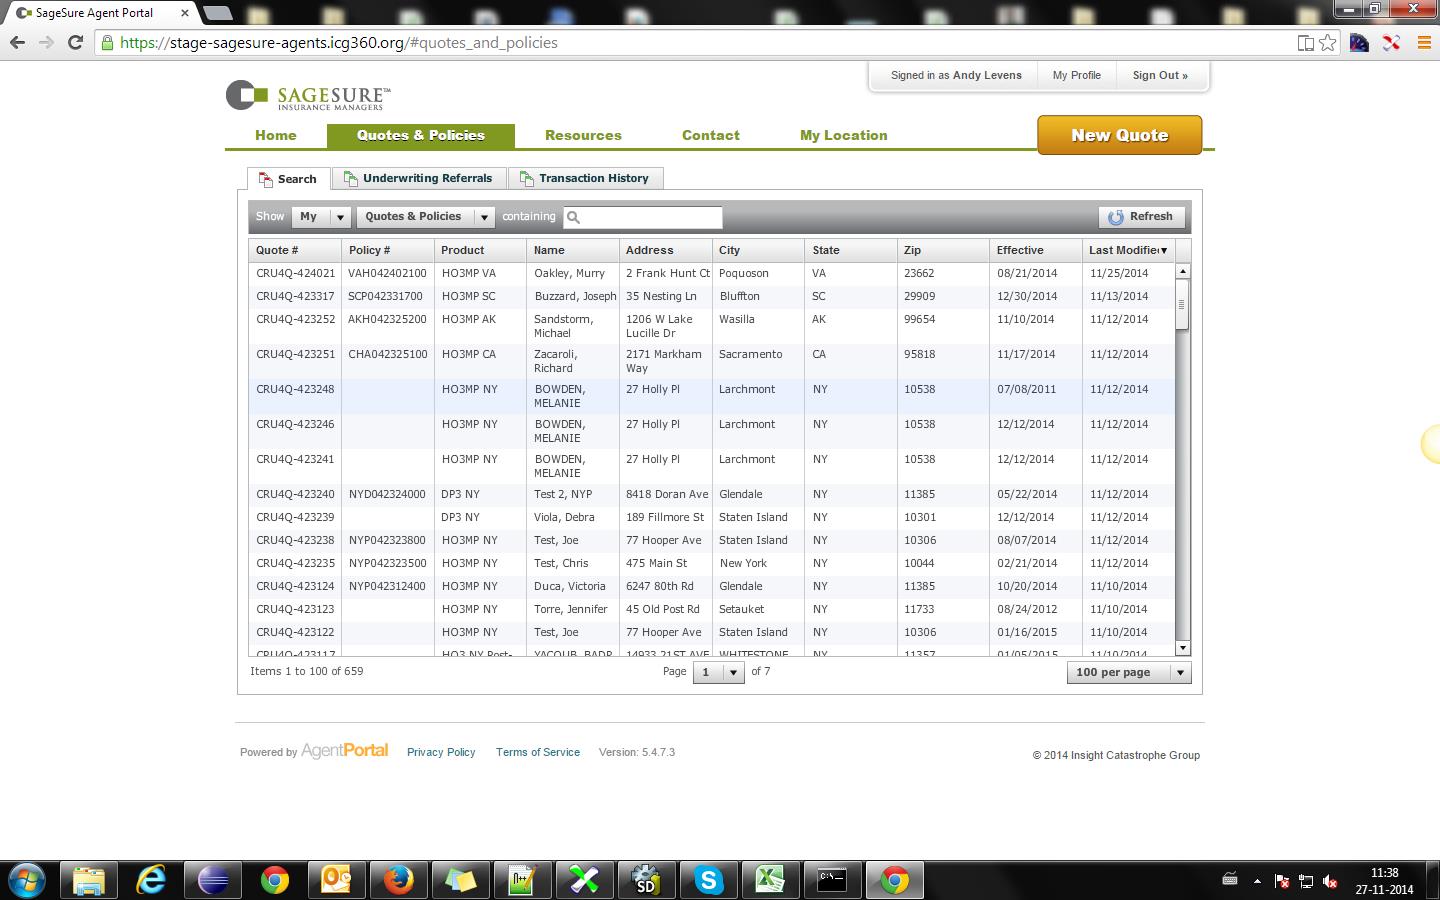 SageSure Agent Portal
https://stage-sagesure-agents.icg360.org/#quotes_and_policies
Signed in as Andy Levens My Profile Sign Out »
SAGESURE™
INSURANCE MANAGERS
Home Quotes & Policies Resources Contact My Location New Quote
Search Underwriting Referrals Transaction History
Show My Quotes & Policies containing Refresh
Quote # Policy # Product Name Address City State Zip Effective Last Modified
CRU4Q-424021 VAH042402100 HO3MP VA Oakley, Murry 2 Frank Hunt Ct Poquoson VA 23662 08/21/2014 11/25/2014
CRU4Q-423317 SCP042331700 HO3MP SC Buzzard, Joseph 35 Nesting Ln Bluffton SC 29909 12/30/2014 11/13/2014
CRU4Q-423252 AKH042325200 HO3MP AK Sandstorm, 1206 W Lake Wasilla AK 99654 11/10/2014 11/12/2014
Michael Lucille Dr
CRU4Q-423251 CHA042325100 HO3MP CA Zacaroli, 2171 Markham Sacramento CA 95818 11/17/2014 11/12/2014
Richard Way
CRU4Q-423248 HO3MP NY BOWDEN, 27 Holly Pl Larchmont NY 10538 07/08/2011 11/12/2014
MELANIE
CRU4Q-423246 HO3MP NY BOWDEN, 27 Holly Pl Larchmont NY 10538 12/12/2014 11/12/2014
MELANIE
CRU4Q-423241 HO3MP NY BOWDEN, 27 Holly Pl Larchmont NY 10538 12/12/2014 11/12/2014
MELANIE
CRU4Q-423240 NYD042324000 DP3 NY Test 2, NYP 8418 Doran Ave Glendale NY 11385 05/22/2014 11/12/2014
CRU4Q-423239 DP3 NY Viola, Debra 189 Fillmore St Staten Island NY 10301 12/12/2014 11/12/2014
CRU4Q-423238 NYP042323800 HO3MP NY Test, Joe 77 Hooper Ave Staten Island NY 10306 08/07/2014 11/12/2014
CRU4Q-423235 NYP042323500 HO3MP NY Test, Chris 475 Main St New York NY 10044 02/21/2014 11/12/2014
CRU4Q-423124 NYP042312400 HO3MP NY Duca, Victoria 6247 80th Rd Glendale NY 11385 10/20/2014 11/10/2014
CRU4Q-423123 HO3MP NY Torre, Jennifer 45 Old Post Rd Setauket NY 11733 08/24/2012 11/10/2014
CRU4Q-423122 HO3MP NY Test, Joe 77 Hooper Ave Staten Island NY 10306 01/16/2015 11/10/2014
CRU4Q-423117 HO3 NY Post- YACOUB, BADR 14933 21ST AVE WHITESTONE NY 11357 01/05/2015 11/10/2014
Items 1 to 100 of 659 Page 1 of 7 100 per page
Powered by AgentPortal Privacy Policy Terms of Service Version: 5.4.7.3 © 2014 Insight Catastrophe Group
SD
C:\_
11:38
27-11-2014